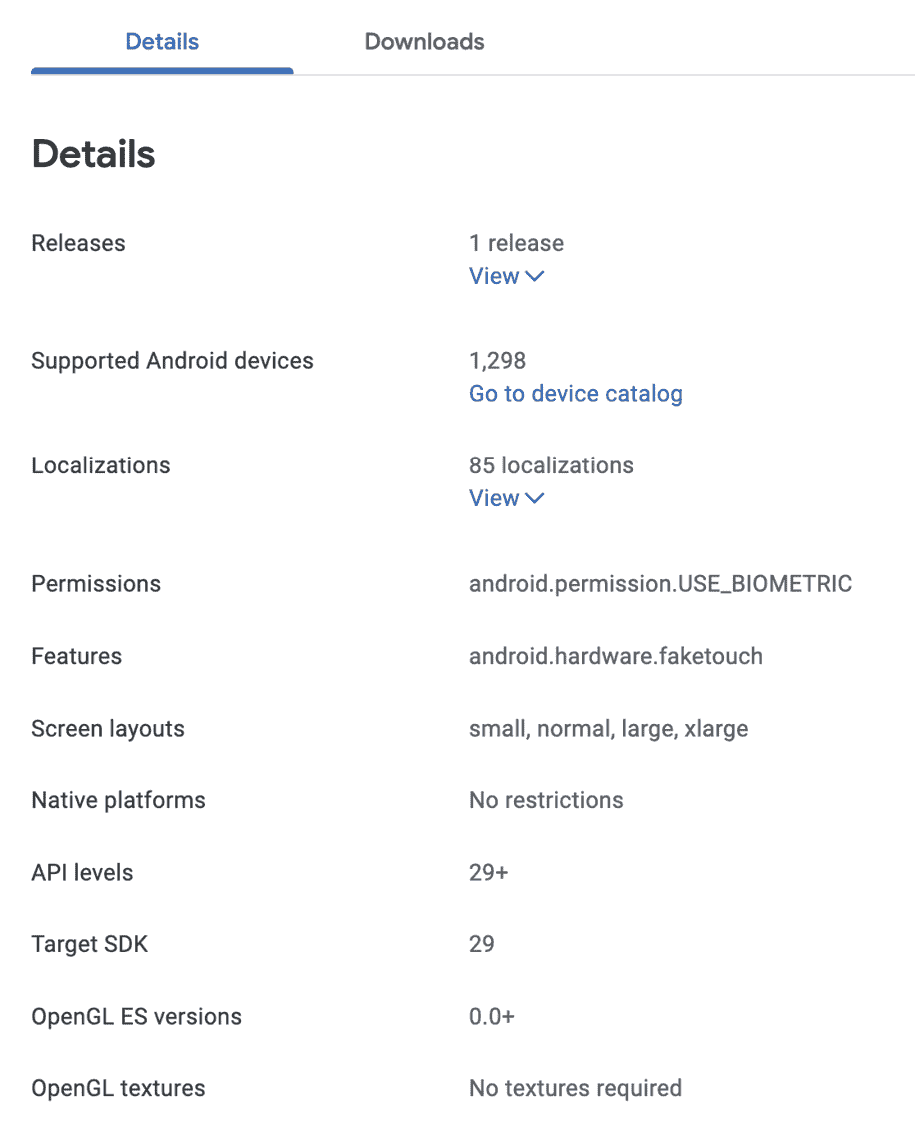 Details Downloads
Details
Releases 1 release
View
Supported Android devices 1,298
Go to device catalog
Localizations 85 localizations
View
Permissions android.permission.USE_BIOMETRIC
Features android.hardware.faketouch
Screen layouts small, normal, large, xlarge
Native platforms No restrictions
API levels 29+
Target SDK 29
OpenGL ES versions 0.0+
OpenGL textures No textures required